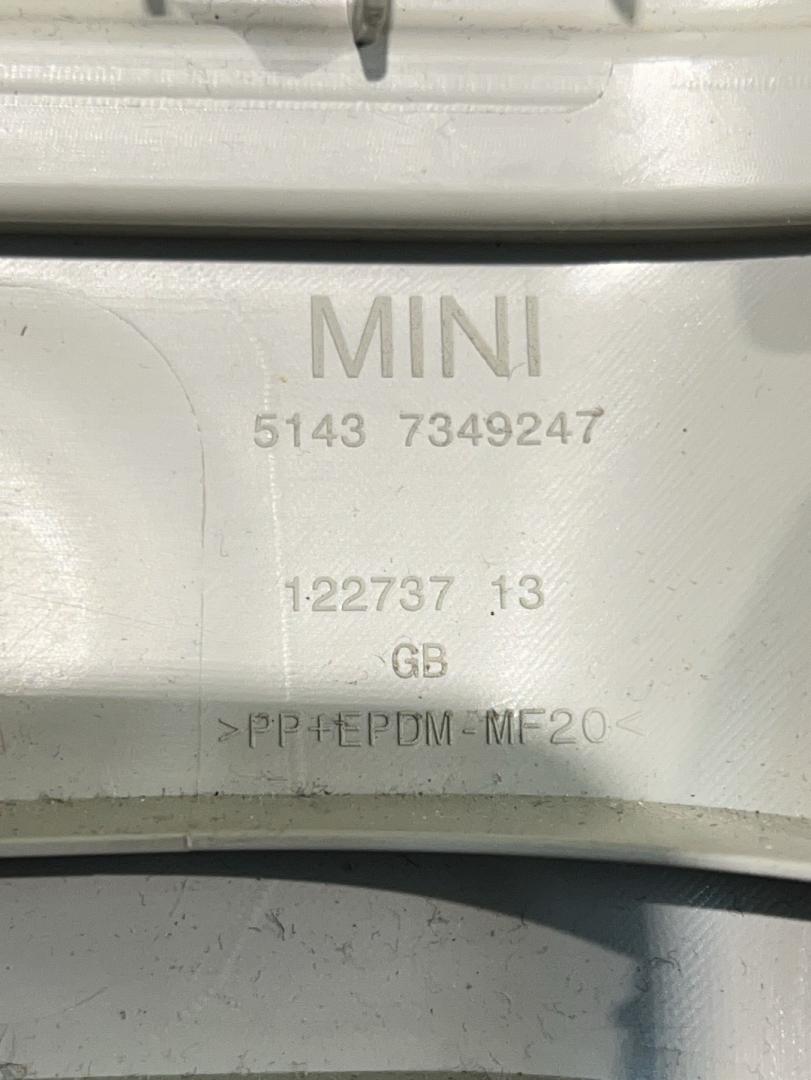 MINI
5143 7349247
122737 13
GB
>PP+EPDM-MF20<